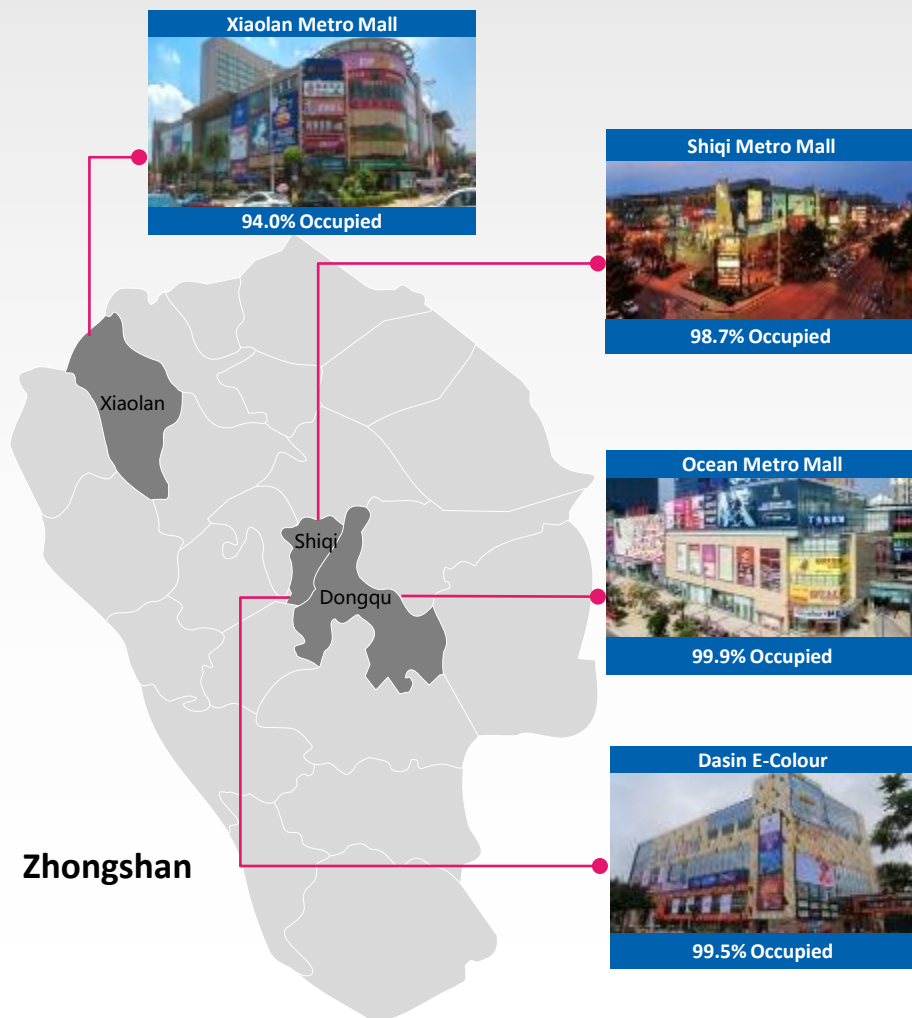 Xiaolan Metro Mall
94.0% Occupied
Shiqi Metro Mall
98.7% Occupied
Xiaolan
Ocean Metro Mall
99.9% Occupied
Shiqi
Dongqu
Dasin E-Colour
99.5% Occupied
Zhongshan